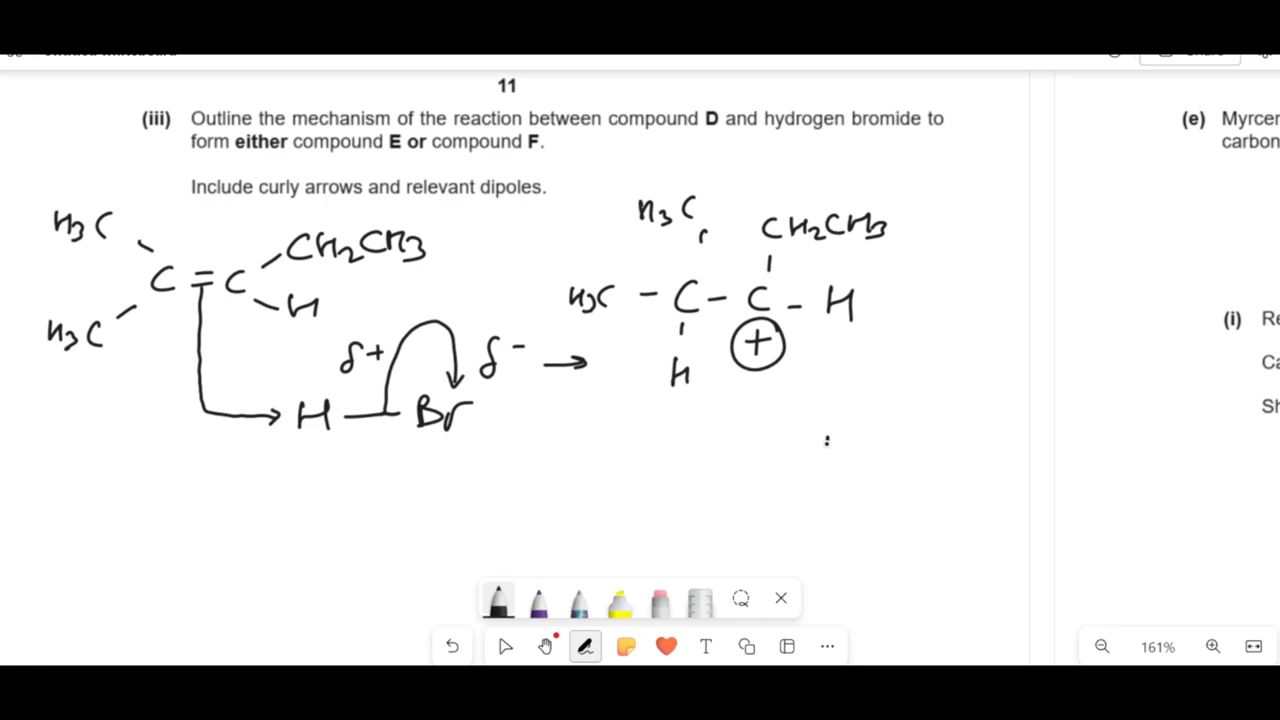 11
(iii) Outline the mechanism of the reaction between compound D and hydrogen bromide to
form either compound E or compound F.
Include curly arrows and relevant dipoles.
H3C
CH2CH3
C = C
H3C
H
δ+
δ-
H — Br
→
H3C
CH2CH3
H3C - C - C - H
+
H
:
(e) Myrcer
carbon
(i) Re
Ca
Sh
T
161%